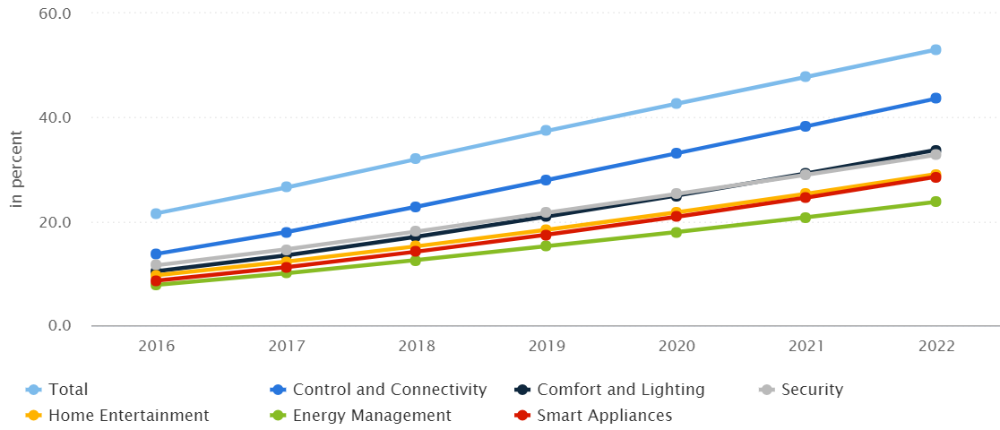 60.0
40.0
20.0
0.0
in percent
2016 2017 2018 2019 2020 2021 2022
Total Control and Connectivity Comfort and Lighting Security
Home Entertainment Energy Management Smart Appliances